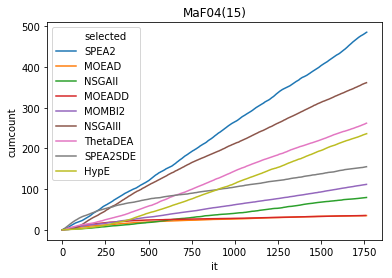 MaF04(15)
selected
SPEA2
MOEAD
NSGAII
MOEADD
MOMBI2
NSGAIII
ThetaDEA
SPEA2SDE
HypE
cumcount
500
400
300
200
100
0
0 250 500 750 1000 1250 1500 1750
it